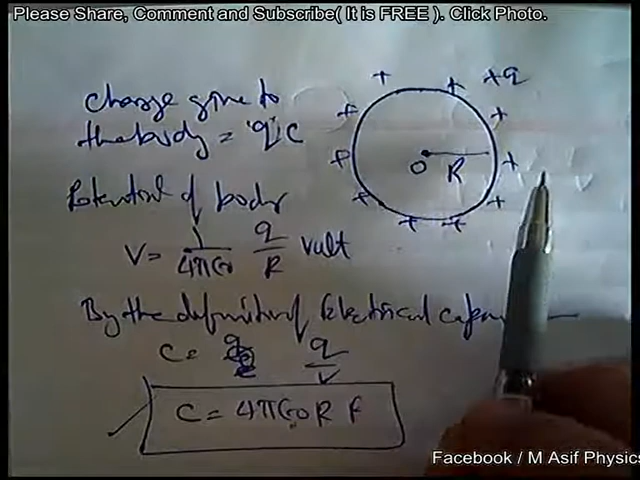 Please Share, Comment and Subscribe( It is FREE ). Click Photo.
Charge give to
the body = 'q' C
+q
O R
Potential of body
V = 1/4πε0 q/R volt
By the definition of Electrical
C = q/V
C = 4πε0 R F
Facebook / M Asif Physics